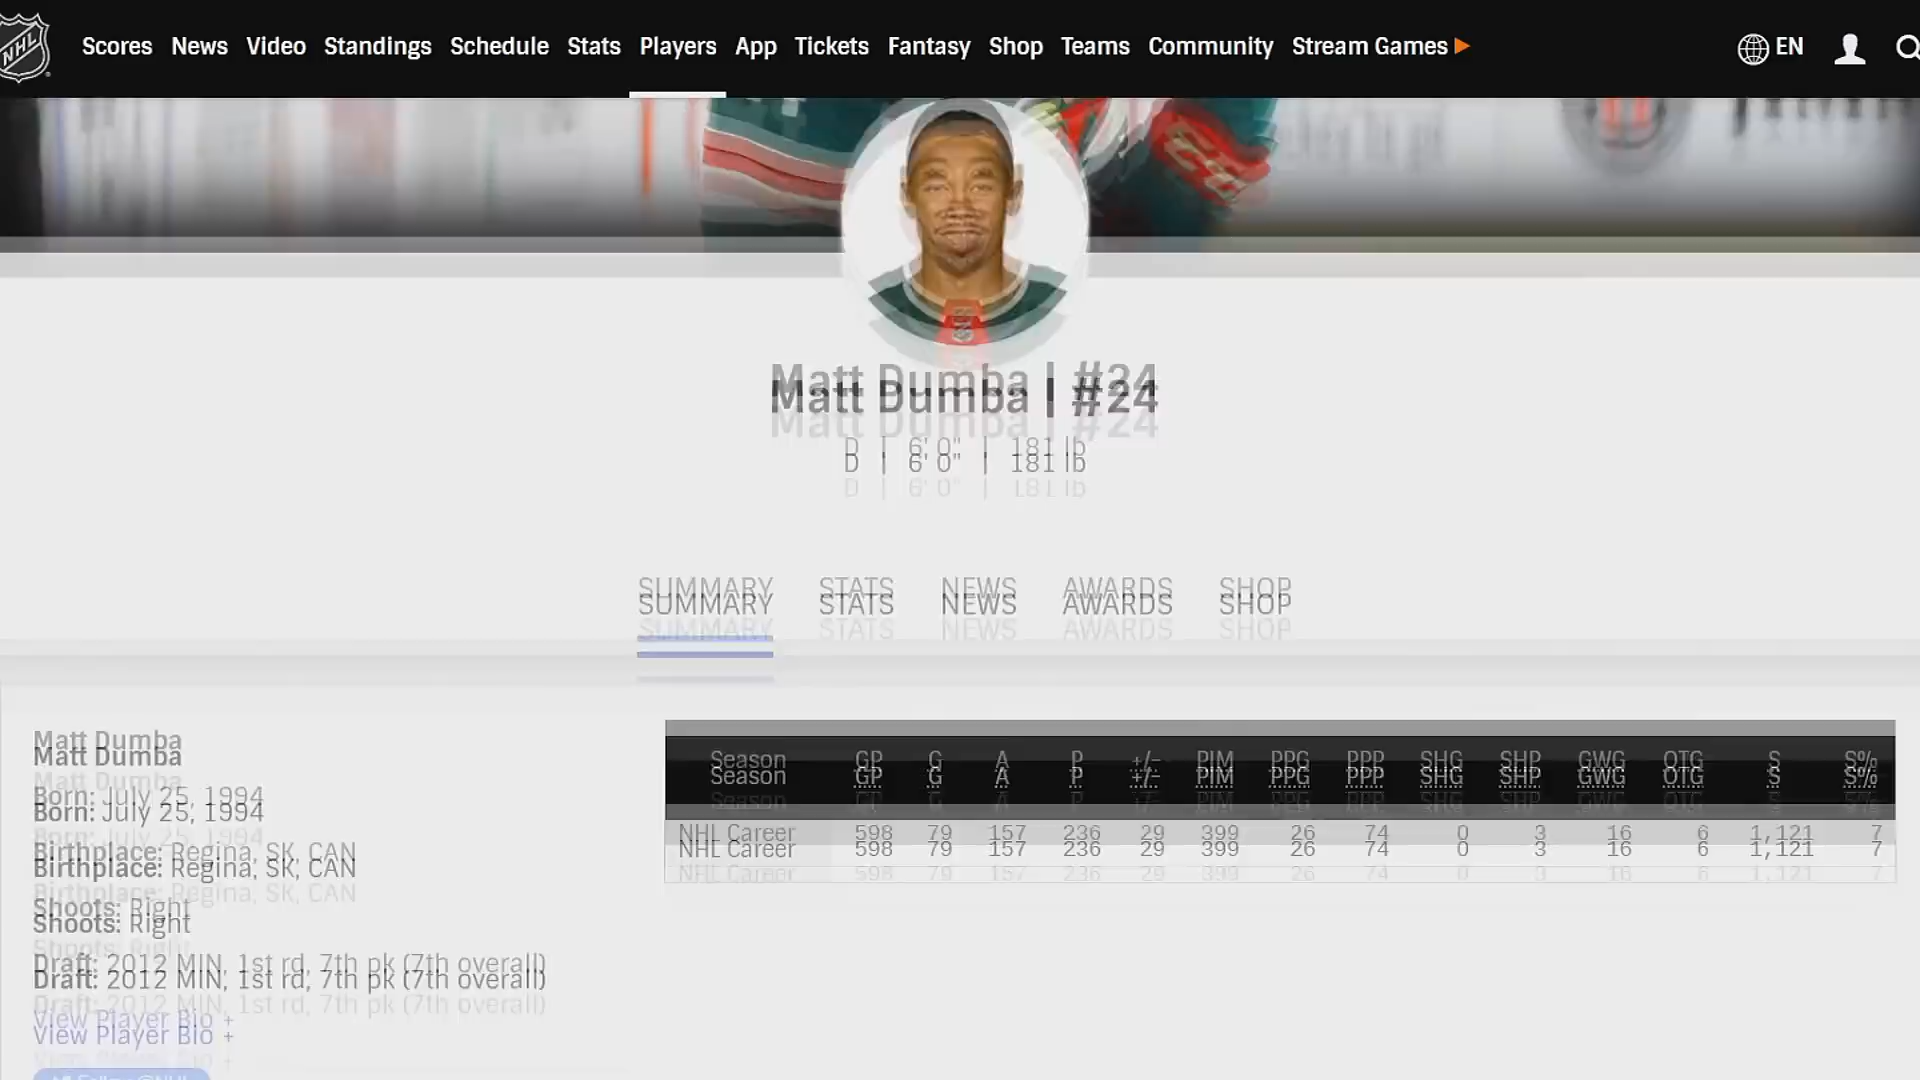 NHL
Scores News Video Standings Schedule Stats Players App Tickets Fantasy Shop Teams Community Stream Games EN
Matt Dumba | #24
D | 6' 0" | 181 lb
SUMMARY STATS NEWS AWARDS SHOP
Matt Dumba
Born: July 25, 1994
Birthplace: Regina, SK, CAN
Shoots: Right
Draft: 2012 MIN, 1st rd, 7th pk (7th overall)
View Player Bio +
Season GP G A P +/- PIM PPG PPP SHG SHP GWG OTG S S%
NHL Career 598 79 157 236 29 399 26 74 0 3 16 6 1,121 7